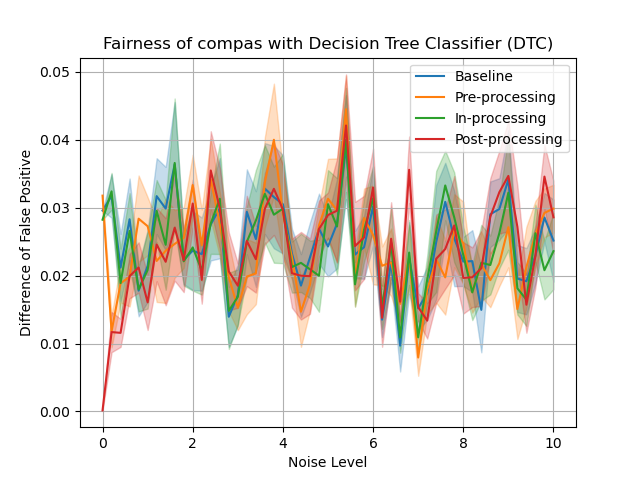 Fairness of compas with Decision Tree Classifier (DTC)
Difference of False Positive
0.05
0.04
0.03
0.02
0.01
0.00
Baseline
Pre-processing
In-processing
Post-processing
0 2 4 6 8 10
Noise Level